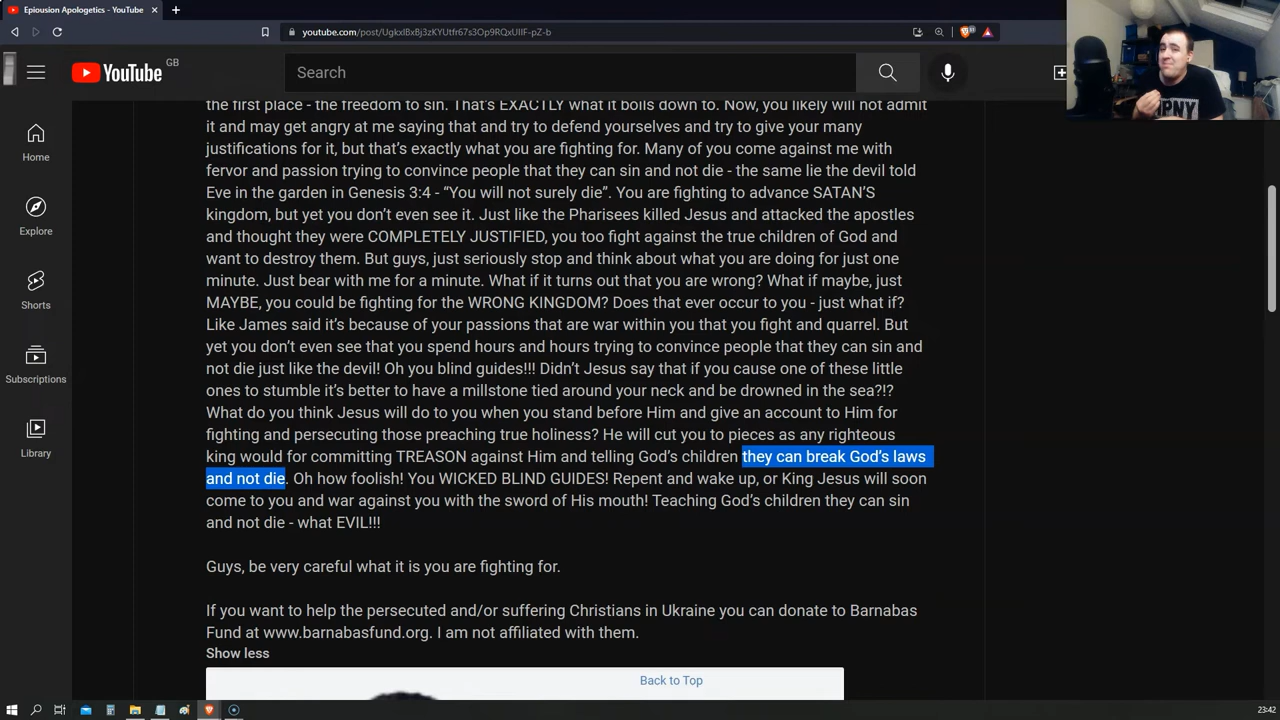 Epiousion Apologetics - YouTube
youtube.com/post/UgkxlBxBj3zKYUtfr67s3Op9RQxUIIF-pZ-b
YouTube GB
Search
Home
Explore
Shorts
Subscriptions
Library
the first place - the freedom to sin. That's EXACTLY what it boils down to. Now, you likely will not admit
it and may get angry at me saying that and try to defend yourselves and try to give your many
justifications for it, but that's exactly what you are fighting for. Many of you come against me with
fervor and passion trying to convince people that they can sin and not die - the same lie the devil told
Eve in the garden in Genesis 3:4 - “You will not surely die”. You are fighting to advance SATAN'S
kingdom, but yet you don't even see it. Just like the Pharisees killed Jesus and attacked the apostles
and thought they were COMPLETELY JUSTIFIED, you too fight against the true children of God and
want to destroy them. But guys, just seriously stop and think about what you are doing for just one
minute. Just bear with me for a minute. What if it turns out that you are wrong? What if maybe, just
MAYBE, you could be fighting for the WRONG KINGDOM? Does that ever occur to you - just what if?
Like James said it's because of your passions that are war within you that you fight and quarrel. But
yet you don't even see that you spend hours and hours trying to convince people that they can sin and
not die just like the devil! Oh you blind guides!!! Didn't Jesus say that if you cause one of these little
ones to stumble it's better to have a millstone tied around your neck and be drowned in the sea?!?
What do you think Jesus will do to you when you stand before Him and give an account to Him for
fighting and persecuting those preaching true holiness? He will cut you to pieces as any righteous
king would for committing TREASON against Him and telling God's children they can break God's laws
and not die. Oh how foolish! You WICKED BLIND GUIDES! Repent and wake up, or King Jesus will soon
come to you and war against you with the sword of His mouth! Teaching God's children they can sin
and not die - what EVIL!!!
Guys, be very careful what it is you are fighting for.
If you want to help the persecuted and/or suffering Christians in Ukraine you can donate to Barnabas
Fund at www.barnabasfund.org. I am not affiliated with them.
Show less
Back to Top
23:42